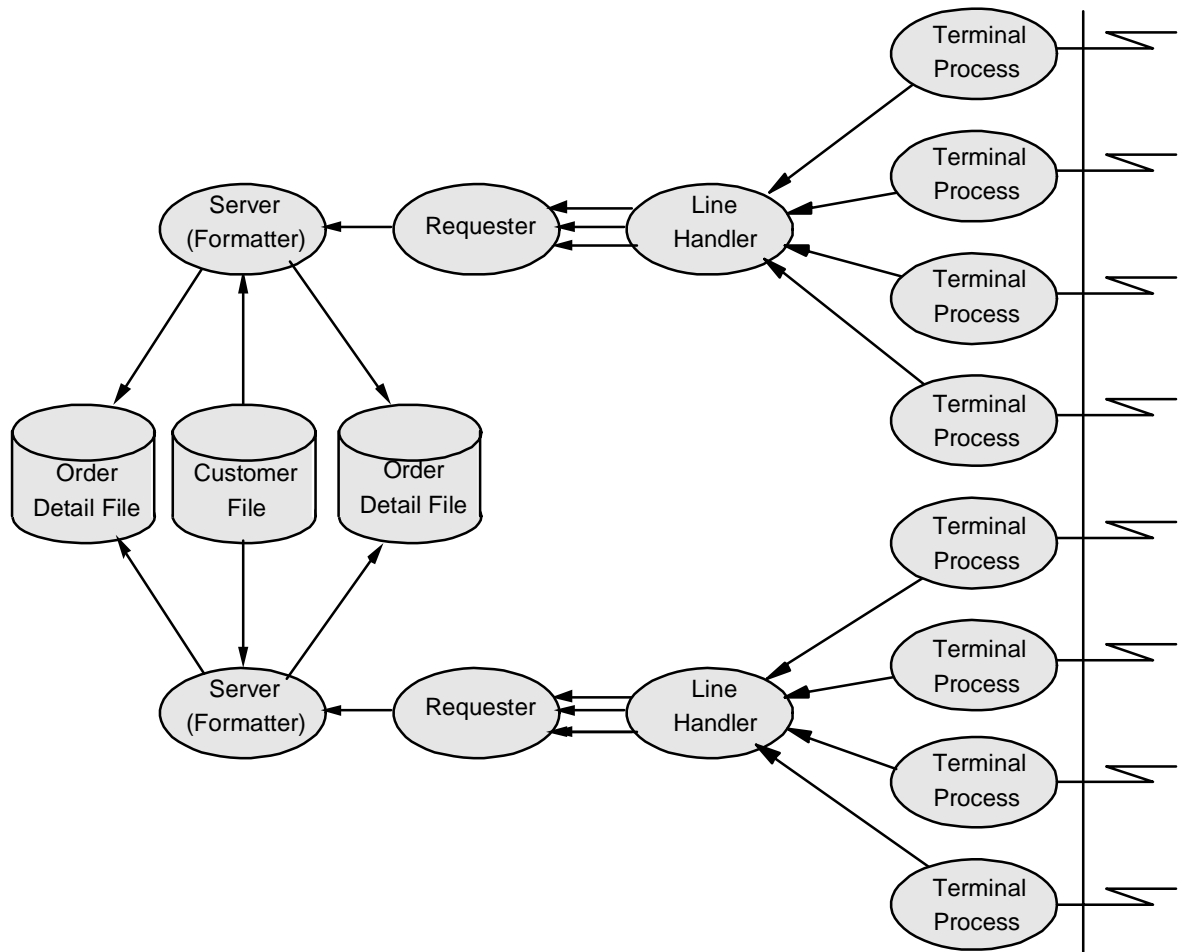 Terminal
Process
Terminal
Process
Server
(Formatter)
Requester
Line
Handler
Terminal
Process
Terminal
Process
Order
Detail File
Customer
File
Order
Detail File
Terminal
Process
Terminal
Process
Server
(Formatter)
Requester
Line
Handler
Terminal
Process
Terminal
Process